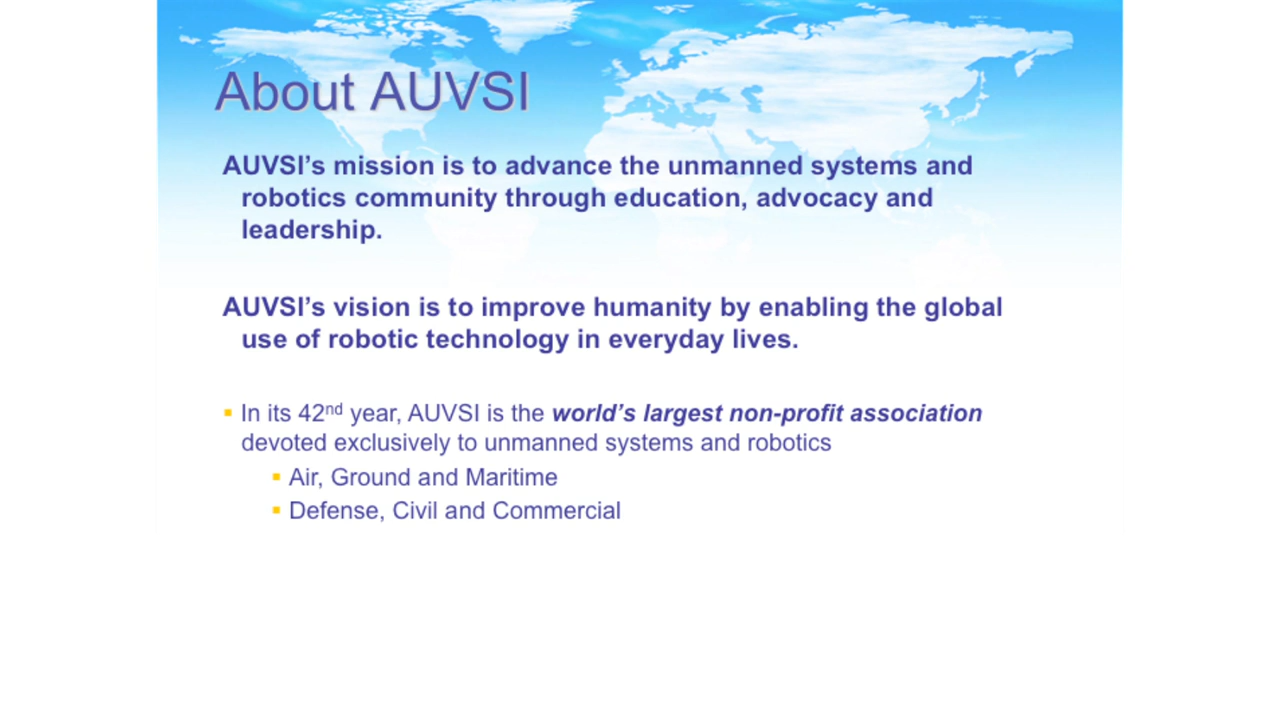 About AUVSI
AUVSI’s mission is to advance the unmanned systems and
robotics community through education, advocacy and
leadership.
AUVSI’s vision is to improve humanity by enabling the global
use of robotic technology in everyday lives.
▪ In its 42nd year, AUVSI is the world’s largest non-profit association
devoted exclusively to unmanned systems and robotics
▪ Air, Ground and Maritime
▪ Defense, Civil and Commercial